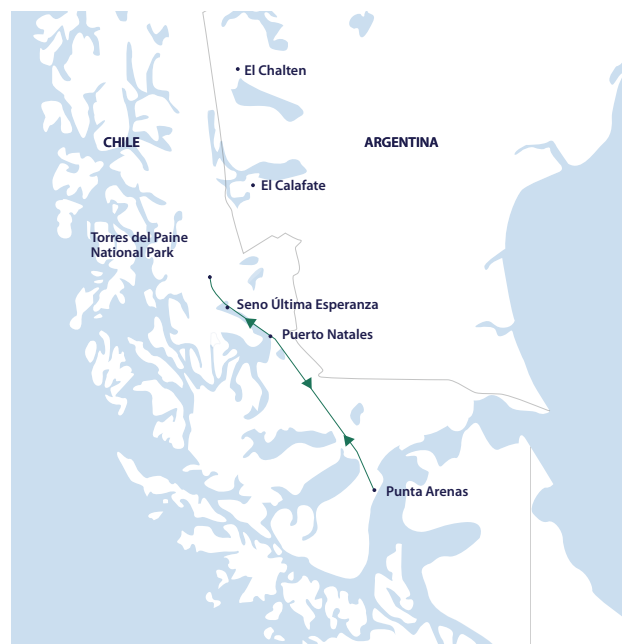 El Chalten
CHILE
ARGENTINA
El Calafate
Torres del Paine
National Park
Seno Última Esperanza
Puerto Natales
Punta Arenas